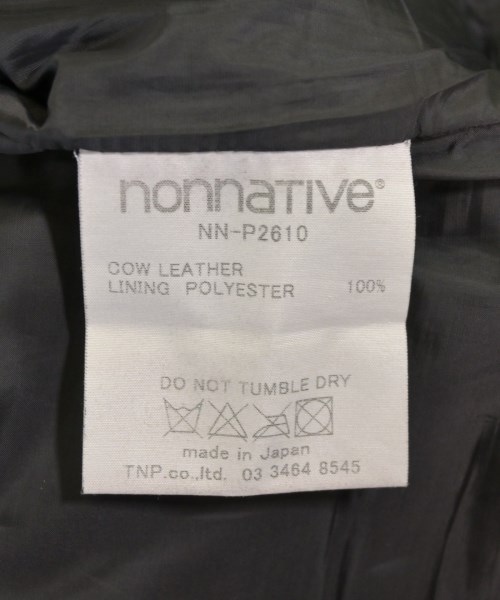 nonnative®
NN-P2610
COW LEATHER
LINING POLYESTER 100%
DO NOT TUMBLE DRY
made in Japan
TNP.co.,ltd. 03 3464 8545